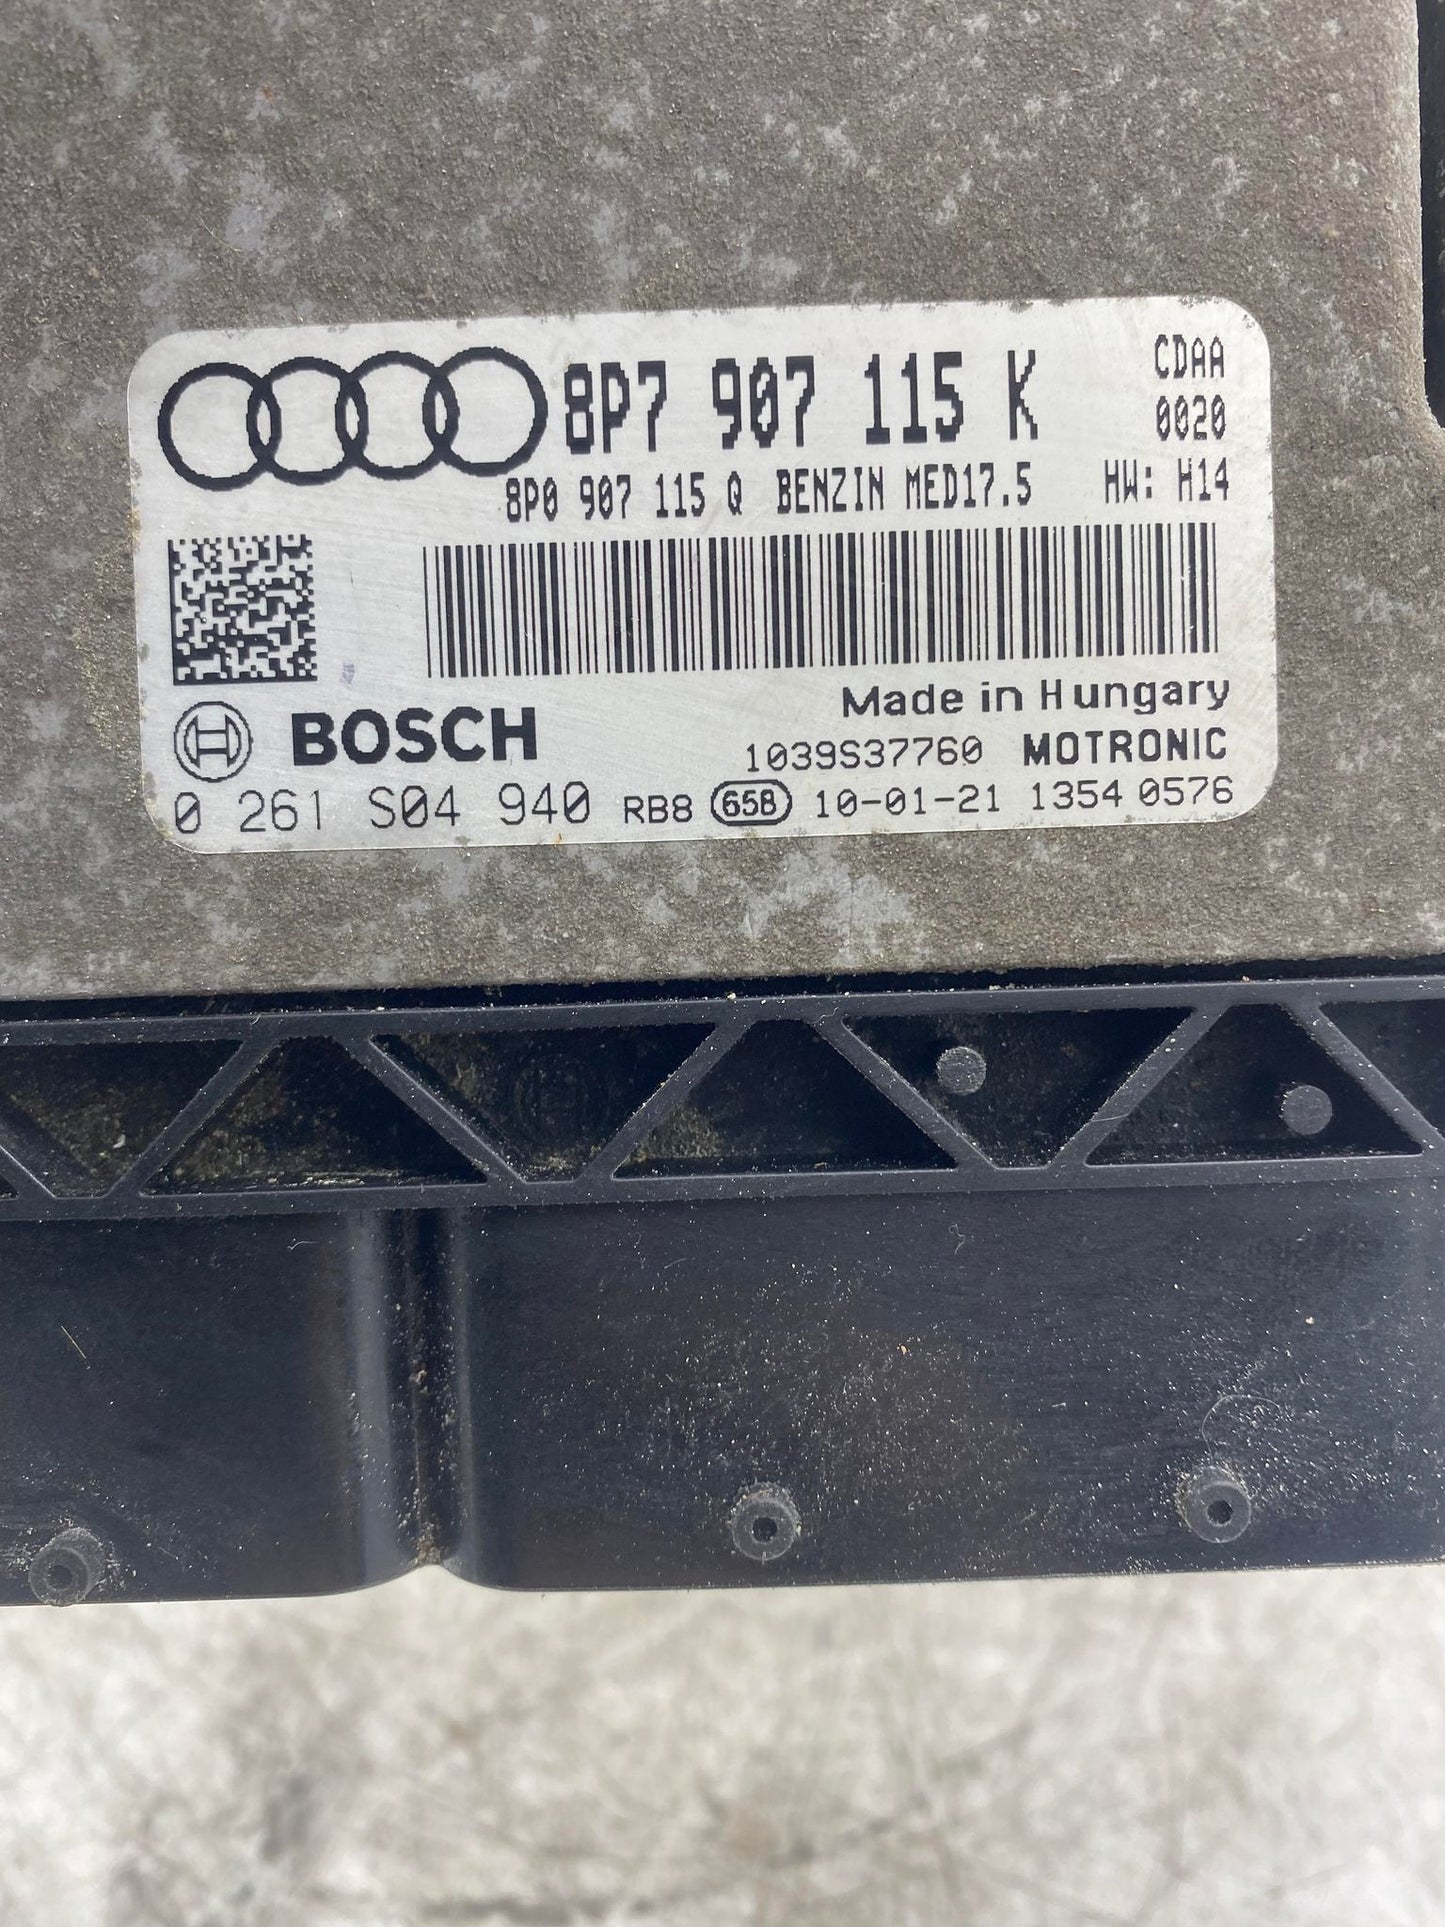 8P7 907 115 K
CDAA
0020
8P0 907 115 Q BENZIN MED17.5 HW: H14
Made in Hungary
BOSCH
1039S37760 MOTRONIC
0 261 S04 940 RB8 65B 10-01-21 1354 0576